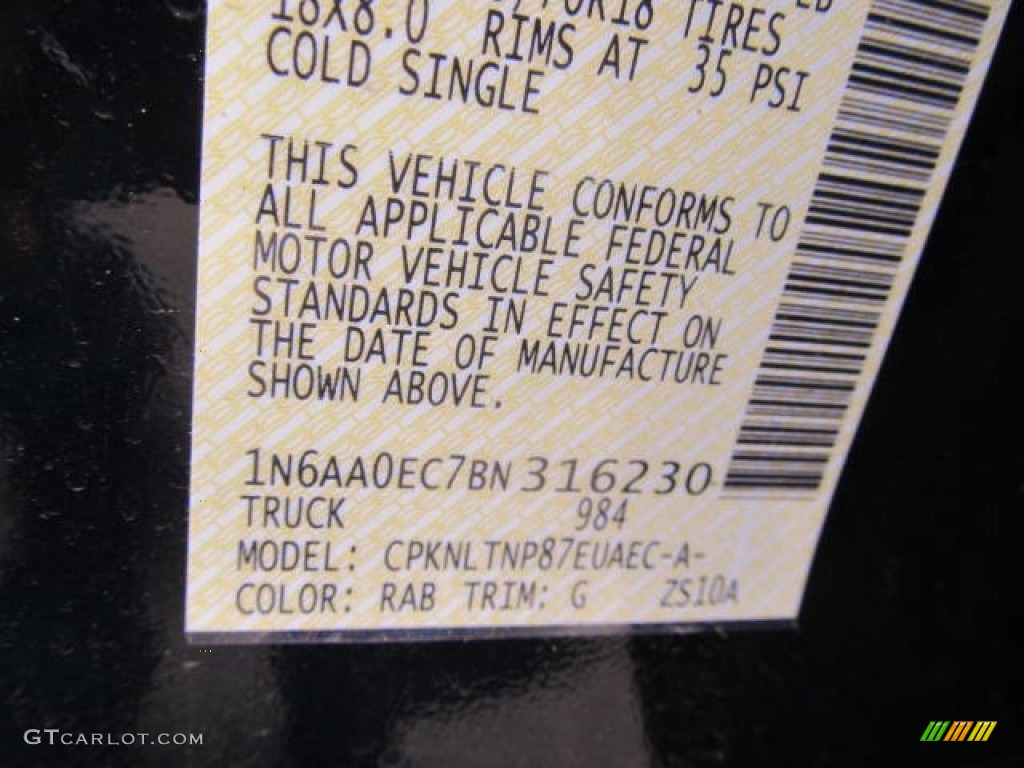 18X8.0 RIMS AT 35 PSI
COLD SINGLE
THIS VEHICLE CONFORMS TO
ALL APPLICABLE FEDERAL
MOTOR VEHICLE SAFETY
STANDARDS IN EFFECT ON
THE DATE OF MANUFACTURE
SHOWN ABOVE.
1N6AA0EC7BN316230
TRUCK 984
MODEL: CPKNLTNP87EUAEC-A-
COLOR: RAB TRIM: G ZS10A
GTCARLOT.COM